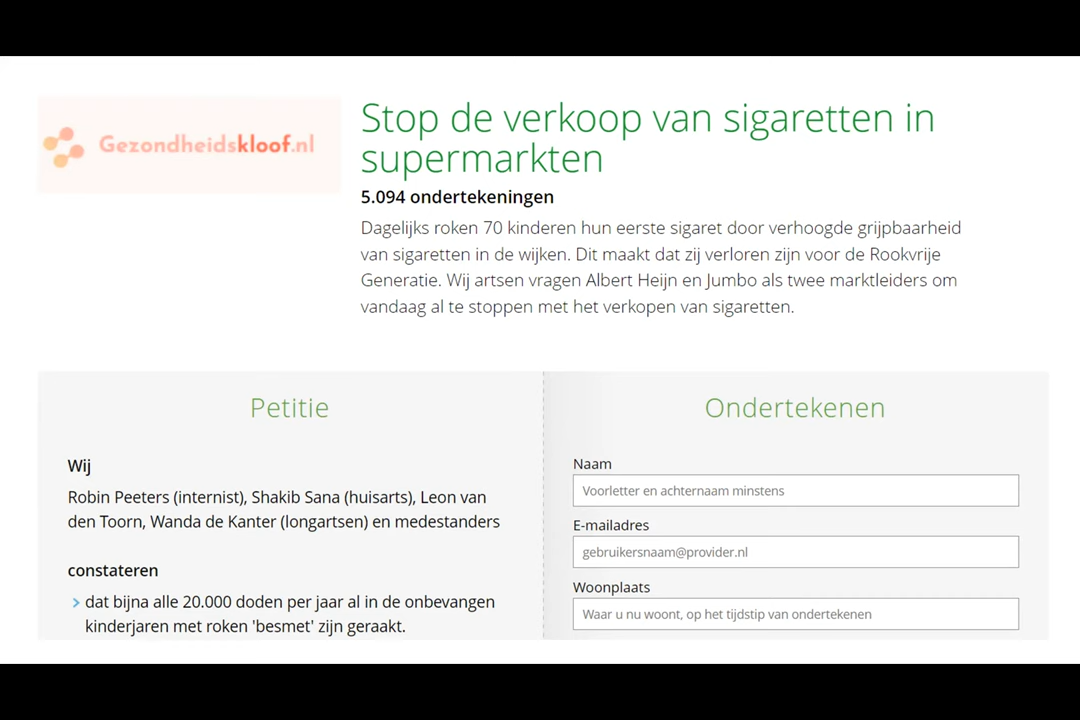 Gezondheidskloof.nl
Stop de verkoop van sigaretten in
supermarkten
5.094 ondertekeningen
Dagelijks roken 70 kinderen hun eerste sigaret door verhoogde grijpbaarheid
van sigaretten in de wijken. Dit maakt dat zij verloren zijn voor de Rookvrije
Generatie. Wij artsen vragen Albert Heijn en Jumbo als twee marktleiders om
vandaag al te stoppen met het verkopen van sigaretten.
Petitie
Wij
Robin Peeters (internist), Shakib Sana (huisarts), Leon van
den Toorn, Wanda de Kanter (longartsen) en medestanders
constateren
dat bijna alle 20.000 doden per jaar al in de onbevangen
kinderjaren met roken 'besmet' zijn geraakt.
Ondertekenen
Naam
Voorletter en achternaam minstens
E-mailadres
gebruikersnaam@provider.nl
Woonplaats
Waar u nu woont, op het tijdstip van ondertekenen